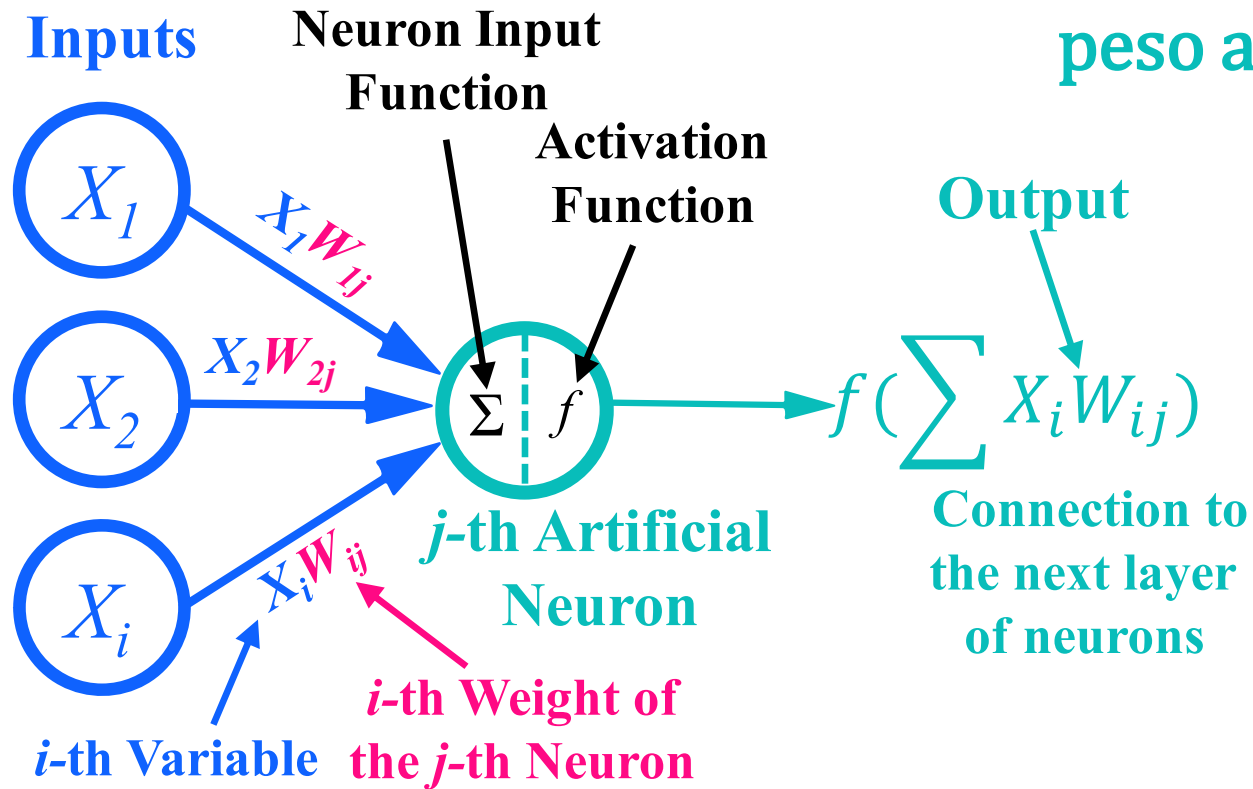 Inputs
Neuron Input
Function
peso a
Activation
Function
Output
X₁
X₁W₁ⱼ
X₂
X₂W₂ⱼ
Σ
f
f(∑ XᵢWᵢⱼ)
Xᵢ
XᵢWᵢⱼ
j-th Artificial
Neuron
Connection to
the next layer
of neurons
i-th Variable
i-th Weight of
the j-th Neuron